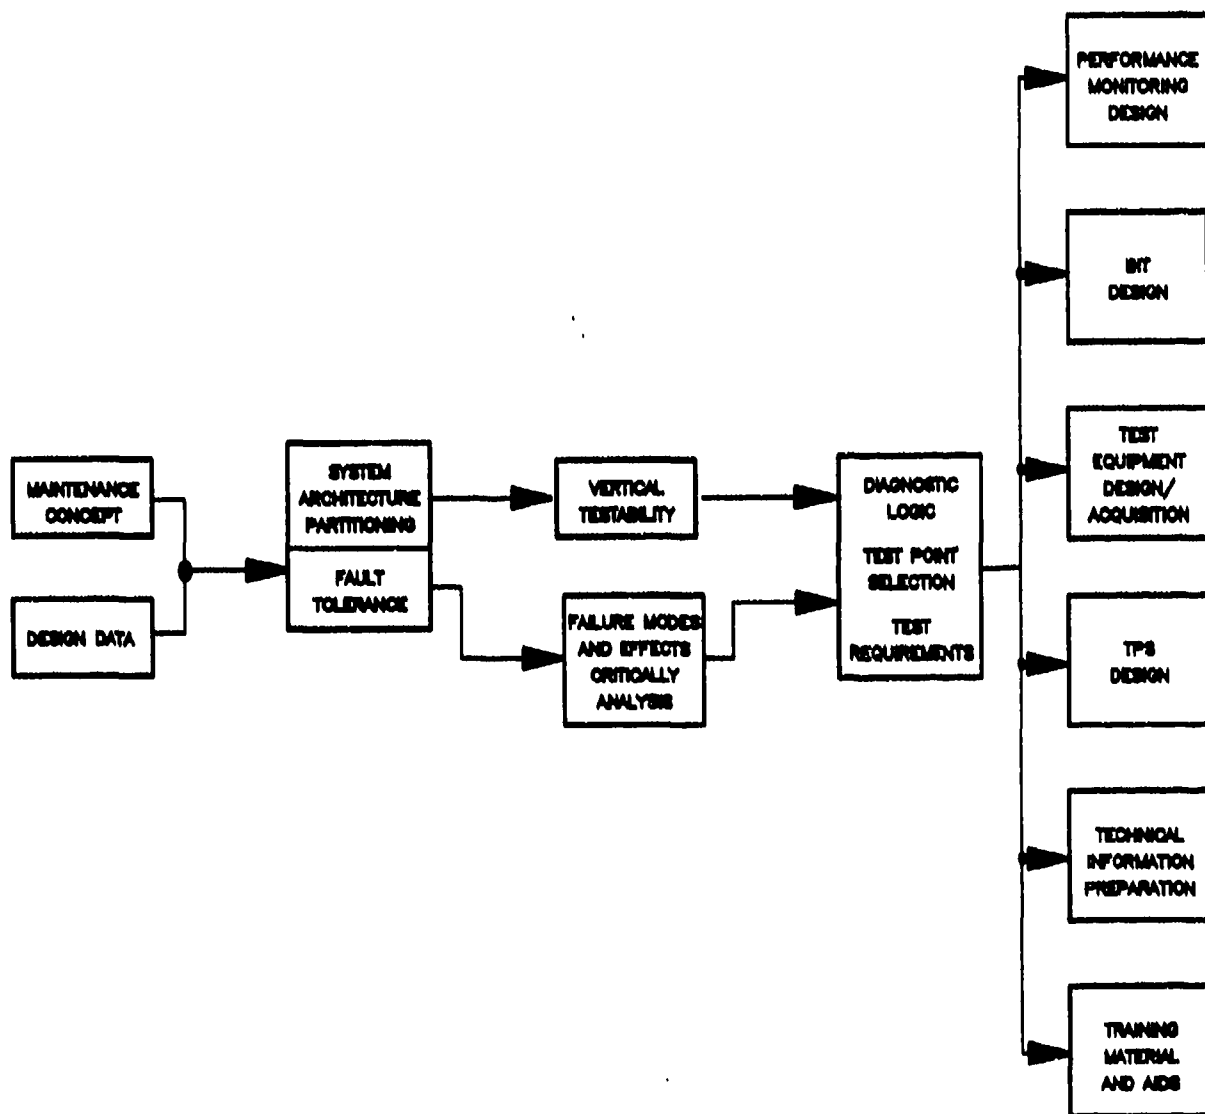 PERFORMANCE
MONITORING
DESIGN
INT
DESIGN
TEST
EQUIPMENT
DESIGN/
ACQUISITION
MAINTENANCE
CONCEPT
DESIGN DATA
SYSTEM
ARCHITECTURE
PARTITIONING
FAULT
TOLERANCE
VERTICAL
TESTABILITY
FAILURE MODES
AND EFFECTS
CRITICALLY
ANALYSIS
DIAGNOSTIC
LOGIC
TEST POINT
SELECTION
TEST
REQUIREMENTS
TPS
DESIGN
TECHNICAL
INFORMATION
PREPARATION
TRAINING
MATERIAL
AND AIDS